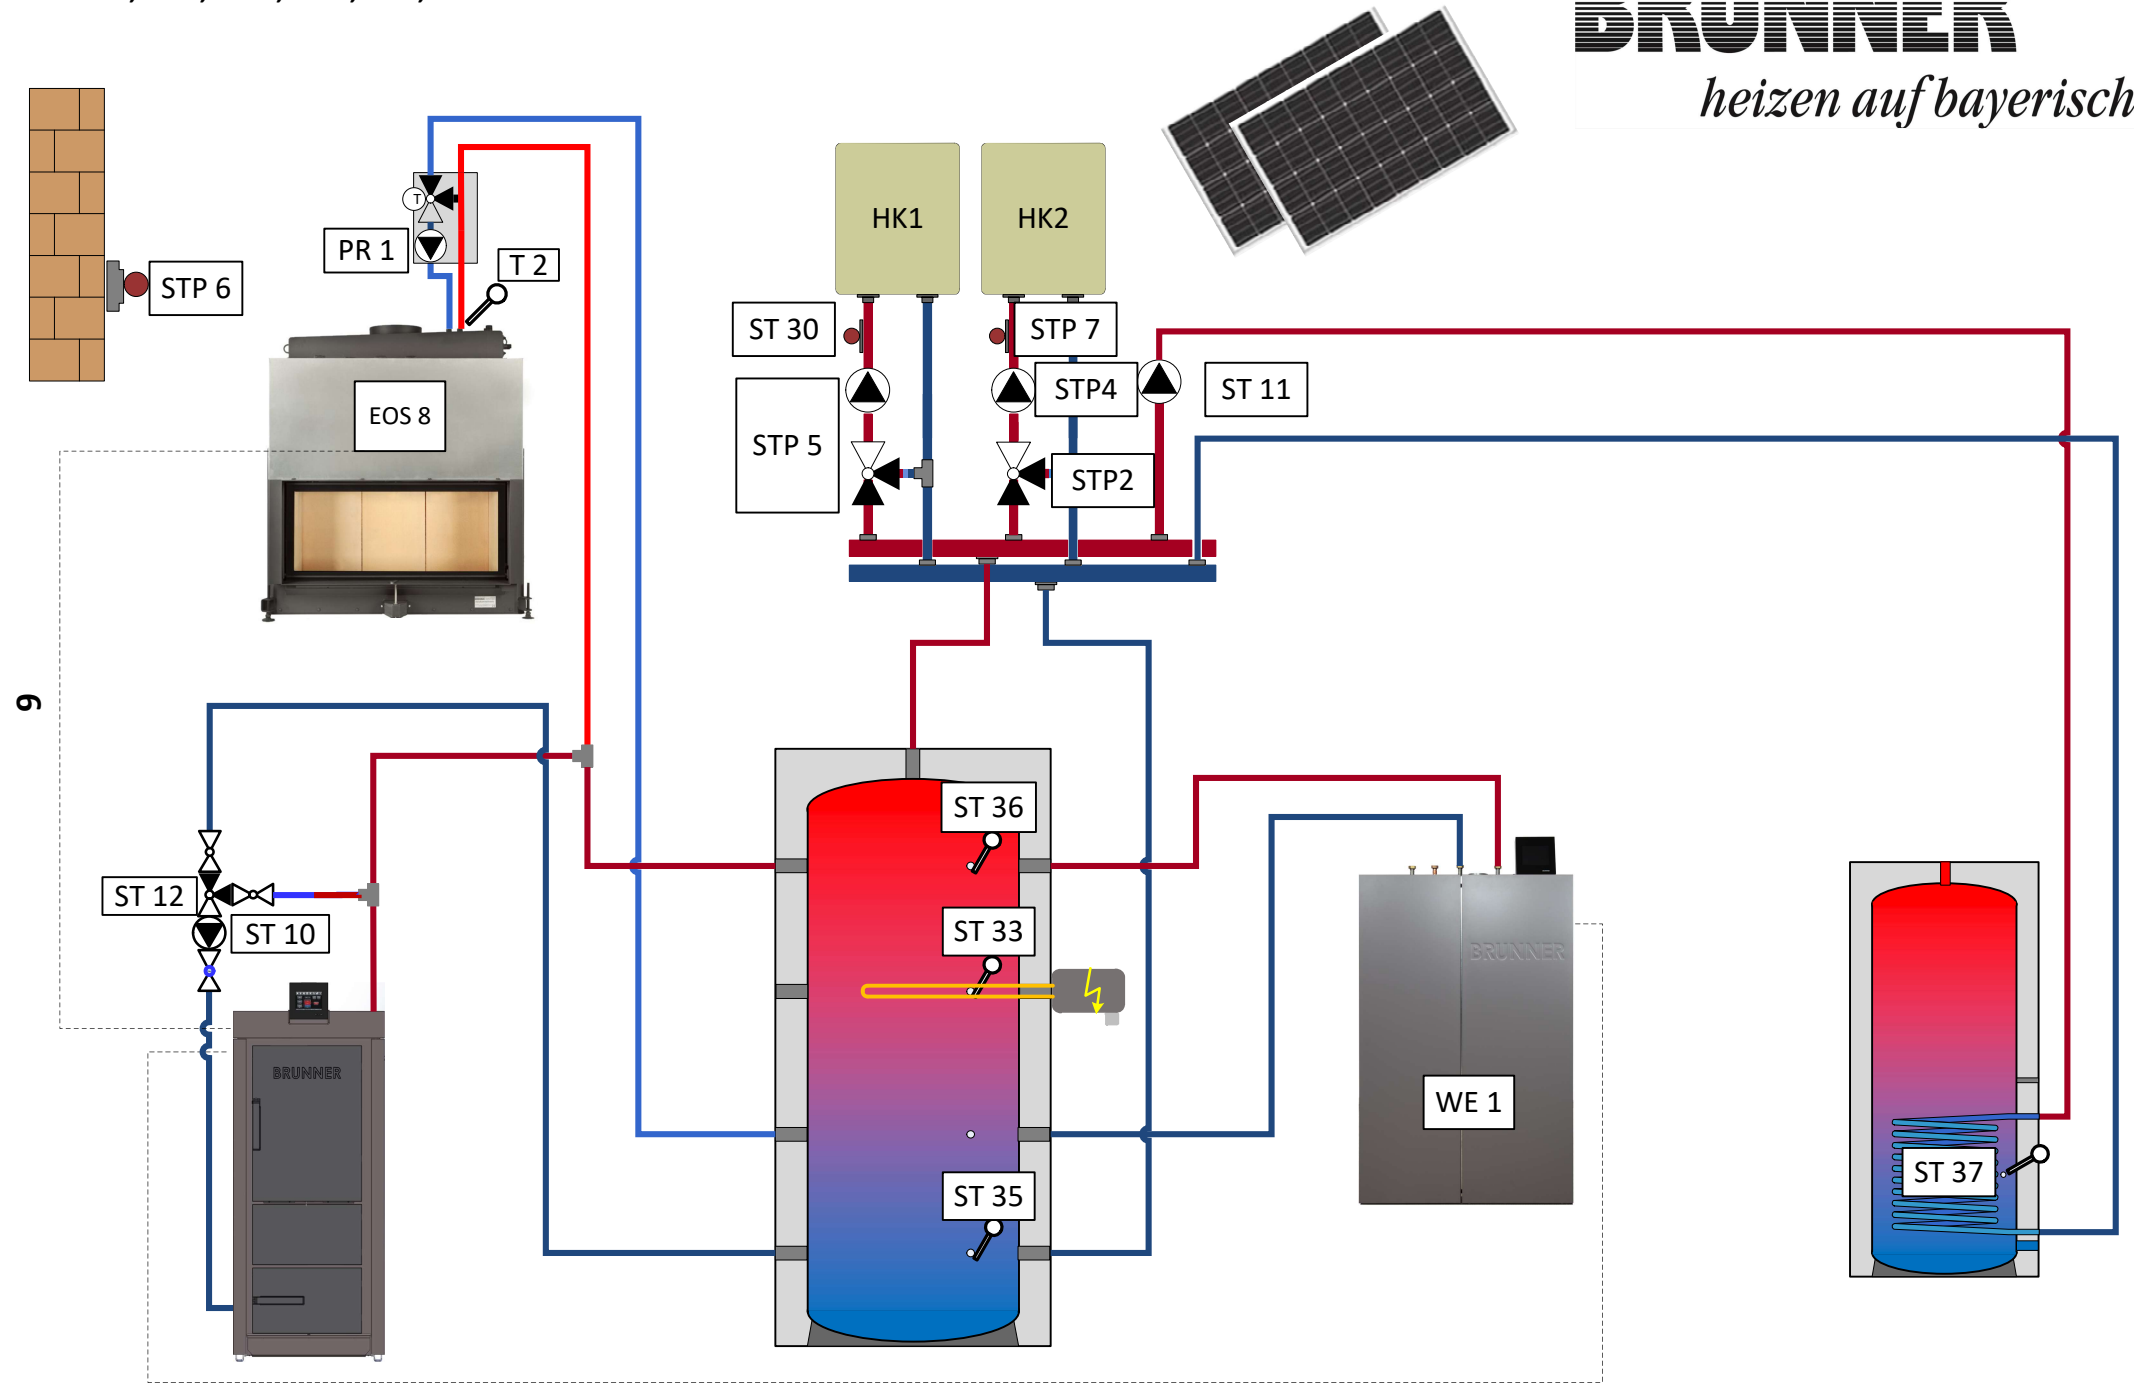 BRUNNER
heizen auf bayerisch
HK1
HK2
T
PR 1
T 2
STP 6
ST 30
STP 7
EOS 8
STP 5
STP4
ST 11
STP2
6
ST 36
ST 12
ST 10
ST 33
BRUNNER
BRUNNER
WE 1
ST 35
ST 37